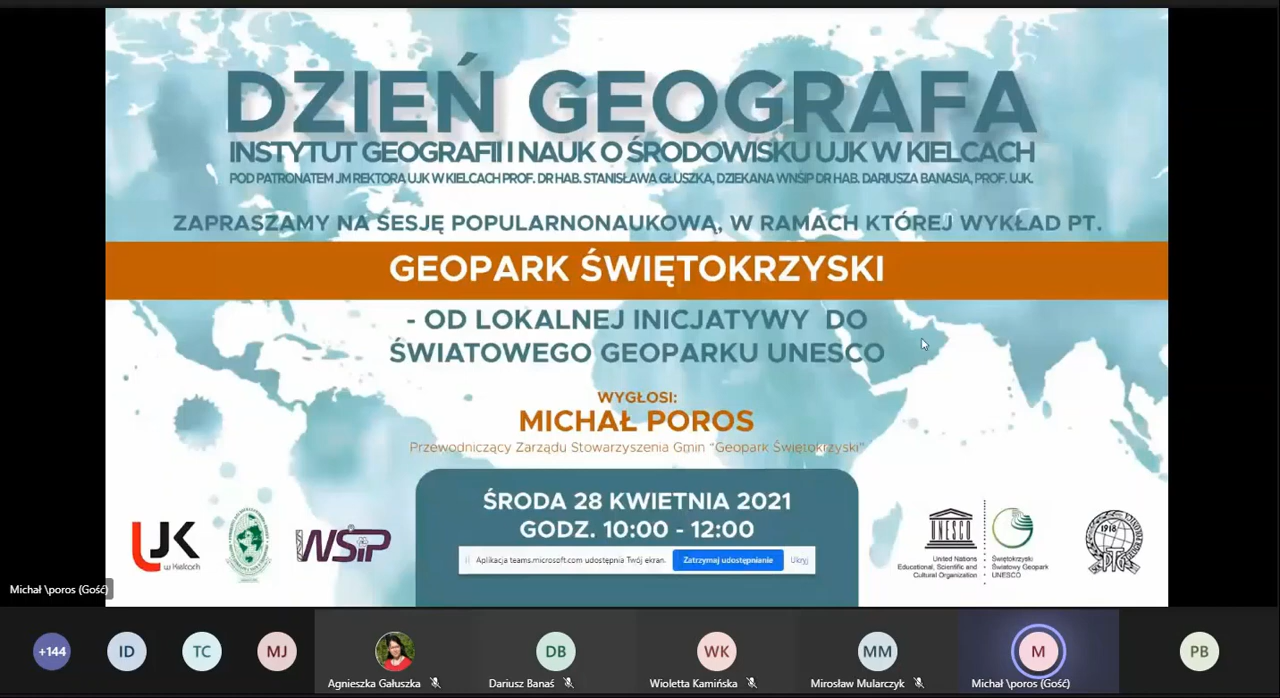 DZIEŃ GEOGRAFA
INSTYTUT GEOGRAFII I NAUK O ŚRODOWISKU UJK W KIELCACH
POD PATRONATEM JM REKTORA UJK W KIELCACH PROF. DR HAB. STANISŁAWA GŁUSZKA, DZIEKANA WNŚIP DR HAB. DARIUSZA BANASIA, PROF. UJK.
ZAPRASZAMY NA SESJĘ POPULARNONAUKOWĄ, W RAMACH KTÓREJ WYKŁAD PT.
GEOPARK ŚWIĘTOKRZYSKI
- OD LOKALNEJ INICJATYWY DO
ŚWIATOWEGO GEOPARKU UNESCO
WYGŁOSI:
MICHAŁ POROS
Przewodniczący Zarządu Stowarzyszenia Gmin "Geopark Świętokrzyski"
ŚRODA 28 KWIETNIA 2021
GODZ. 10:00 - 12:00
Aplikacja teams.microsoft.com udostępnia Twój ekran.
Zatrzymaj udostępnianie
Ukryj
UJK
w Kielcach
WŚiP
UNESCO
United Nations
Educational, Scientific and
Cultural Organization
Świętokrzyski
Światowy Geopark
UNESCO
1918
PTG
Michał \poros (Gość)
+144
ID
TC
MJ
Agnieszka Gałuszka
DB
Dariusz Banaś
WK
Wioletta Kamińska
MM
Mirosław Mularczyk
M
Michał \poros (Gość)
PB